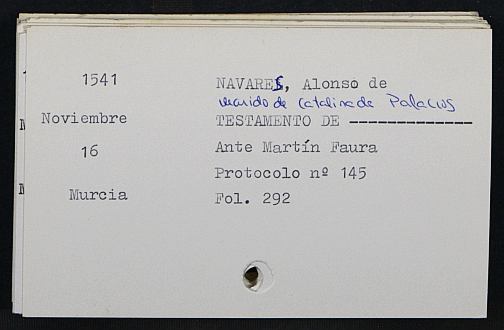 1541
NAVARES, Alonso de
marido de Catalina de Palacios
Noviembre
TESTAMENTO DE -------------
16
Ante Martín Faura
Protocolo nº 145
Murcia
Fol. 292